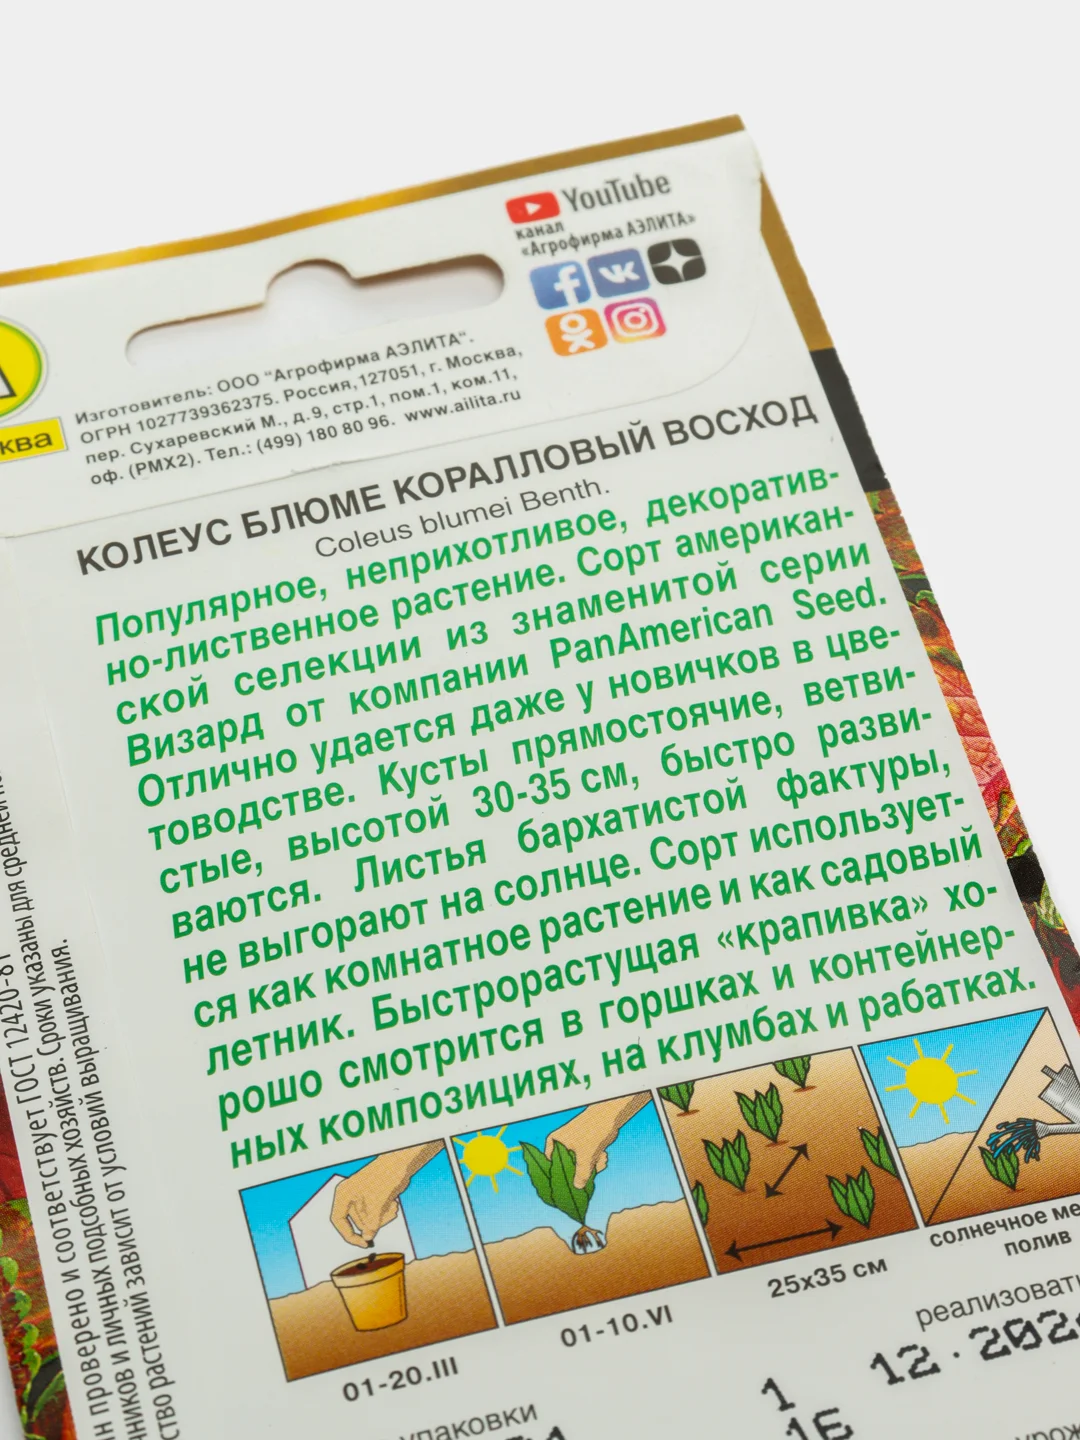 YouTube
канал
«Агрофирма АЭЛИТА»
Изготовитель: ООО "Агрофирма АЭЛИТА".
ОГРН 1027739362375. Россия,127051, г. Москва,
пер. Сухаревский М., д.9, стр.1, пом.1, ком.11,
оф. (РМХ2). Тел.: (499) 180 80 96. www.ailita.ru
КОЛЕУС БЛЮМЕ КОРАЛЛОВЫЙ ВОСХОД
Coleus blumei Benth.
Популярное, неприхотливое, декоратив-
но-лиственное растение. Сорт американ-
ской селекции из знаменитой серии
Визард от компании PanAmerican Seed.
Отлично удается даже у новичков в цве-
товодстве. Кусты прямостоячие, ветви-
стые, высотой 30-35 см, быстро разви-
ваются. Листья бархатистой фактуры,
не выгорают на солнце. Сорт использует-
ся как комнатное растение и как садовый
летник. Быстрорастущая «крапивка» хо-
рошо смотрится в горшках и контейнер-
ных композициях, на клумбах и рабатках.
01-20.III
01-10.VI
25х35 см
солнечное ме
полив
реализовать
12.202
упаковки
1
16
проверено и соответствует ГОСТ 12420-81
и личных подсобных хозяйств. Сроки указаны для средней
растений зависит от условий выращивания.